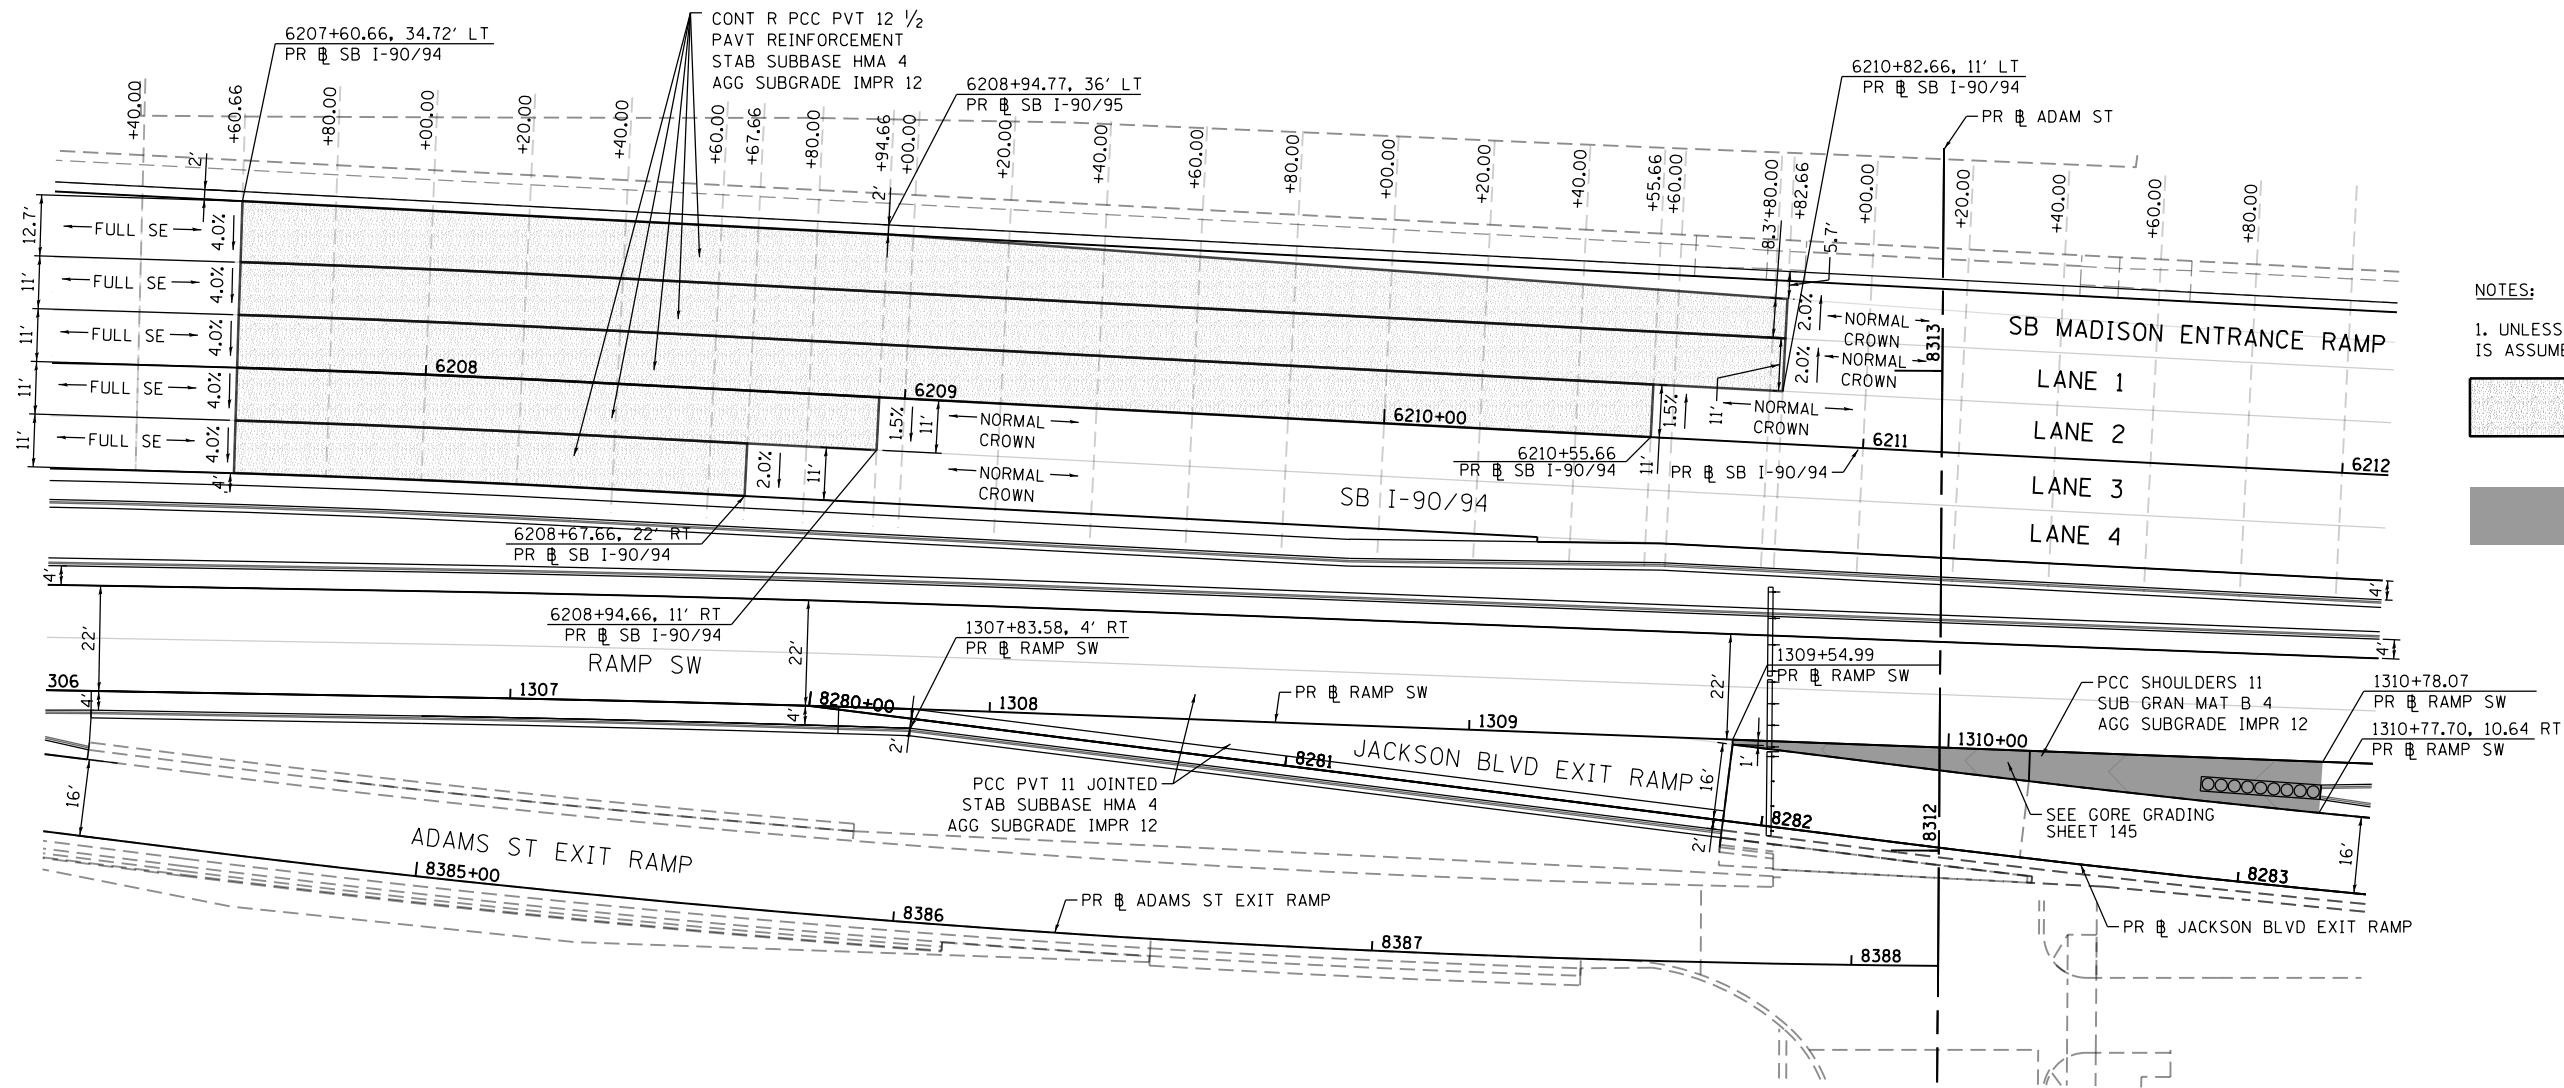 6207+60.66, 34.72' LT
PR ℄ SB I-90/94
CONT R PCC PVT 12 1/2
PAVT REINFORCEMENT
STAB SUBBASE HMA 4
AGG SUBGRADE IMPR 12
6208+94.77, 36' LT
PR ℄ SB I-90/95
6210+82.66, 11' LT
PR ℄ SB I-90/94
PR ℄ ADAM ST
+40.00
+60.66
+80.00
+00.00
+20.00
+40.00
+60.00
+67.66
+80.00
+94.66
+00.00
+20.00
+40.00
+60.00
+80.00
+00.00
+20.00
+40.00
+55.66
+60.00
+80.00
+82.66
+00.00
+20.00
+40.00
+60.00
+80.00
2'
2'
8.3'
5.7'
12.7'
FULL SE
4.0%
11'
FULL SE
4.0%
11'
FULL SE
4.0%
11'
FULL SE
4.0%
11'
FULL SE
4.0%
4'
6208
6209
6210+00
6211
6212
2.0%
NORMAL
CROWN
2.0%
NORMAL
CROWN
11'
NORMAL
CROWN
1.5%
11'
1.5%
11'
NORMAL
CROWN
NORMAL
CROWN
2.0%
11'
8313
SB MADISON ENTRANCE RAMP
LANE 1
LANE 2
LANE 3
LANE 4
SB I-90/94
NOTES:
1. UNLESS
IS ASSUME
6210+55.66
PR ℄ SB I-90/94
PR ℄ SB I-90/94
6208+67.66, 22' RT
PR ℄ SB I-90/94
6208+94.66, 11' RT
PR ℄ SB I-90/94
4'
4'
4'
22'
22'
22'
RAMP SW
1307+83.58, 4' RT
PR ℄ RAMP SW
1309+54.99
PR ℄ RAMP SW
PR ℄ RAMP SW
306
1307
8280+00
1308
1309
1310+00
4'
4'
2'
PCC SHOULDERS 11
SUB GRAN MAT B 4
AGG SUBGRADE IMPR 12
1310+78.07
PR ℄ RAMP SW
1310+77.70, 10.64 RT
PR ℄ RAMP SW
JACKSON BLVD EXIT RAMP
8281
1'
16'
2'
PCC PVT 11 JOINTED
STAB SUBBASE HMA 4
AGG SUBGRADE IMPR 12
8282
8312
SEE GORE GRADING
SHEET 145
16'
16'
8283
ADAMS ST EXIT RAMP
8385+00
8386
PR ℄ ADAMS ST EXIT RAMP
8387
8388
PR ℄ JACKSON BLVD EXIT RAMP